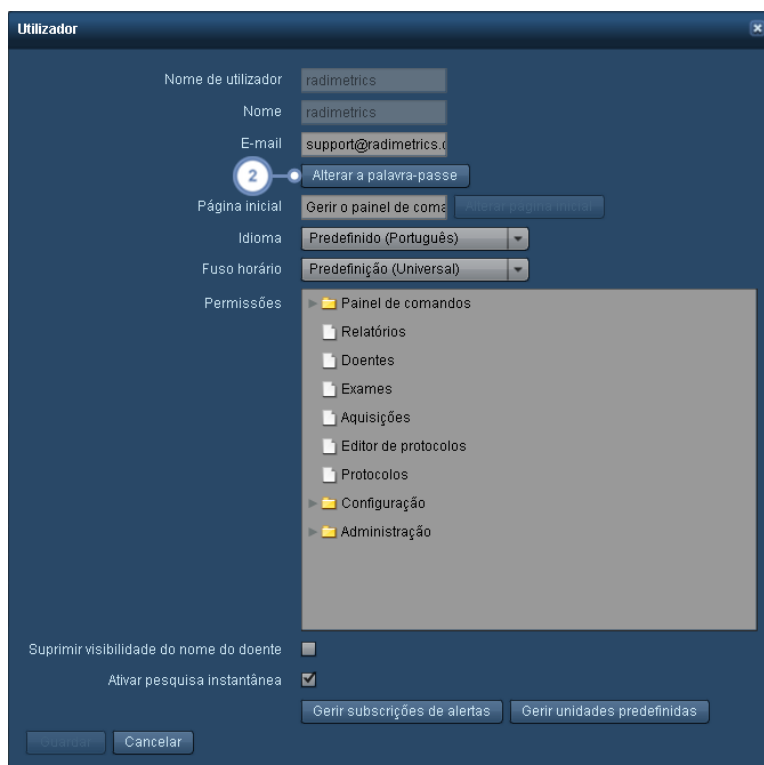 Utilizador
Nome de utilizador radimetrics
Nome radimetrics
E-mail support@radimetrics.
2 Alterar a palavra-passe
Página inicial Gerir o painel de coma Alterar página inicial
Idioma Predefinido (Português)
Fuso horário Predefinição (Universal)
Permissões Painel de comandos
Relatórios
Doentes
Exames
Aquisições
Editor de protocolos
Protocolos
Configuração
Administração
Suprimir visibilidade do nome do doente
Ativar pesquisa instantânea
Gerir subscrições de alertas Gerir unidades predefinidas
Guardar Cancelar